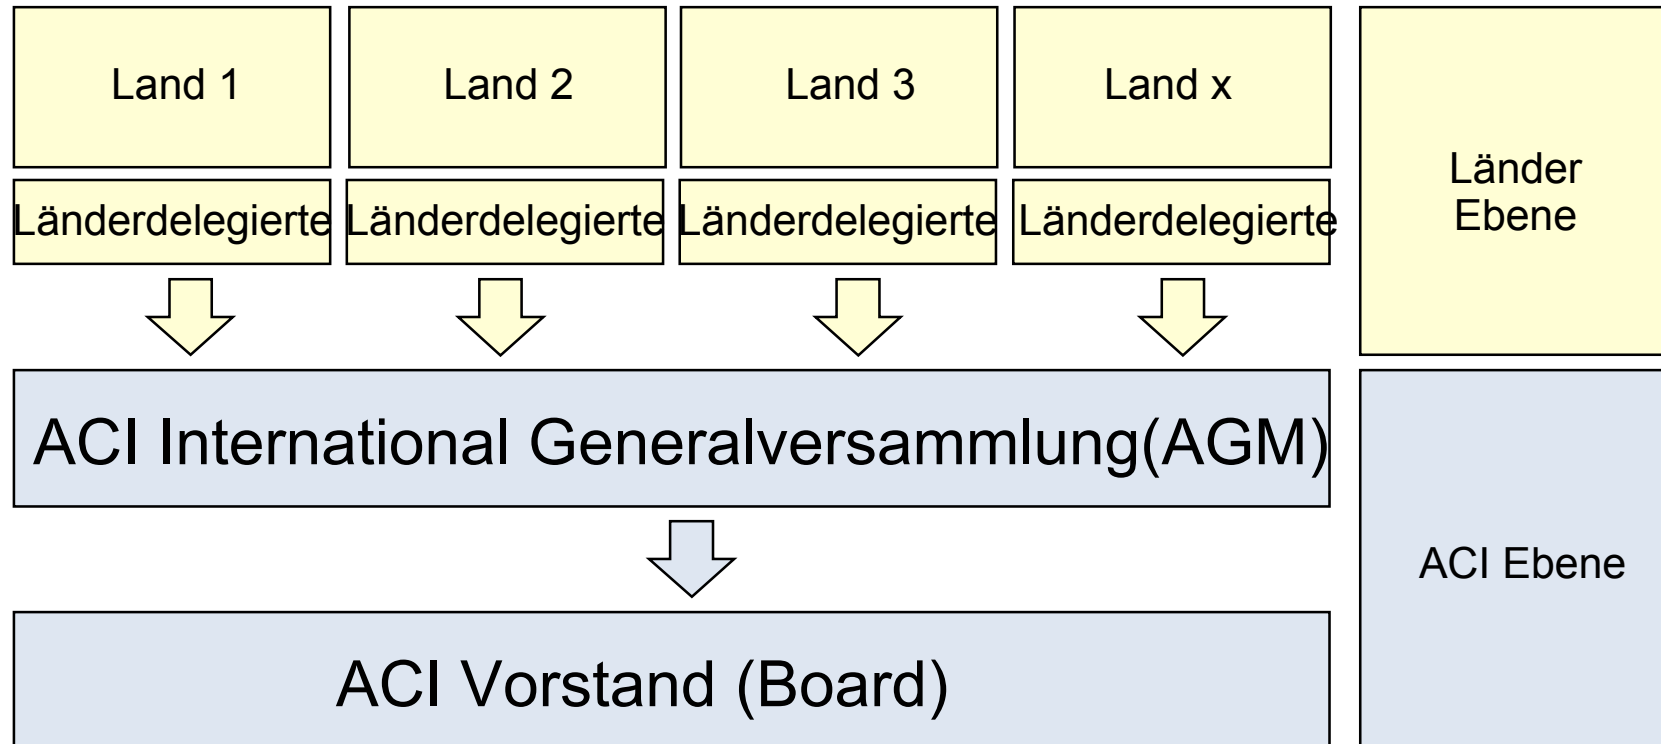 Land 1
Land 2
Land 3
Land x
Länder
Ebene
Länderdelegierte
Länderdelegierte
Länderdelegierte
Länderdelegierte
ACI International Generalversammlung(AGM)
ACI Ebene
ACI Vorstand (Board)